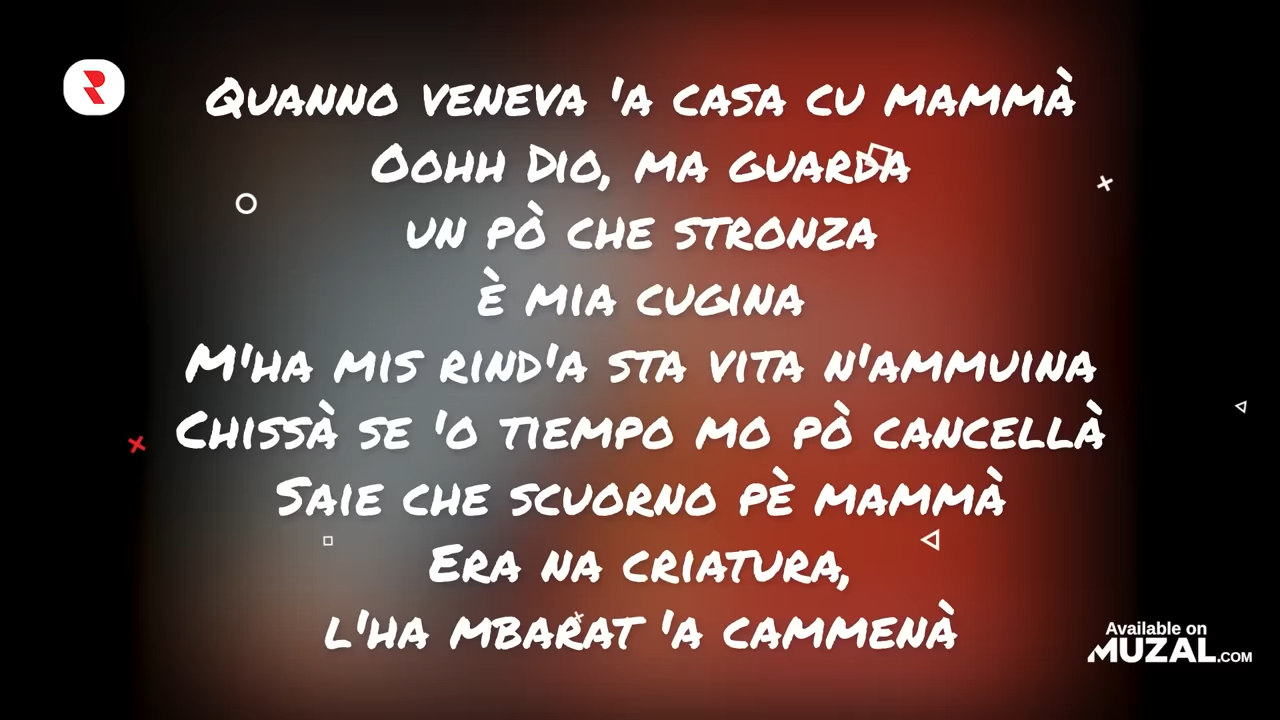 Quanno veneva 'a casa cu mammà
Oohh Dio, ma guarda
un pò che stronza
è mia cugina
M'ha mis rind'a sta vita n'ammuina
Chissà se 'o tiempo mo pò cancellà
Saie che scuorno pè mammà
Era na criatura,
l'ha mbarat 'a cammenà
Available on
MUZAL.COM